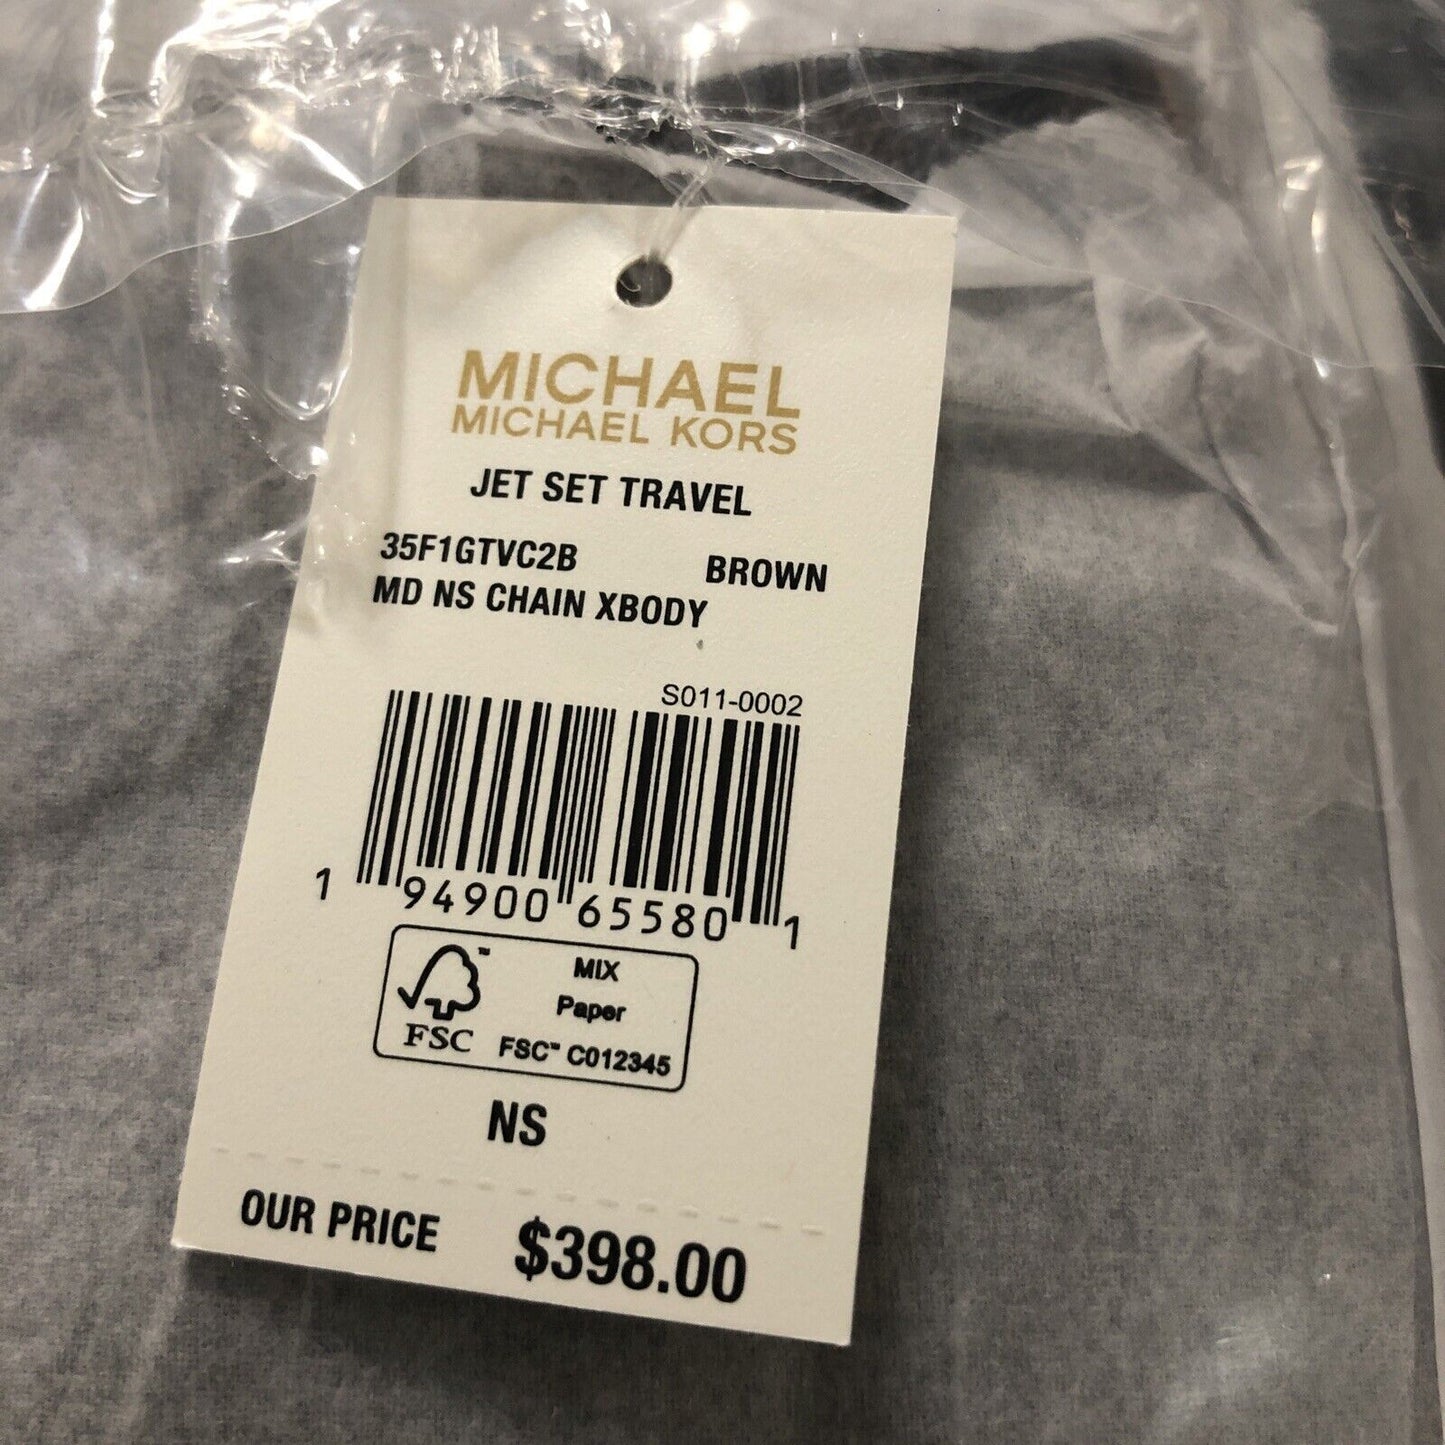 MICHAEL
MICHAEL KORS
JET SET TRAVEL
35F1GTVC2B BROWN
MD NS CHAIN XBODY
S011-0002
1 94900 65580 1
FSC
MIX
Paper
FSC™ C012345
NS
OUR PRICE $398.00